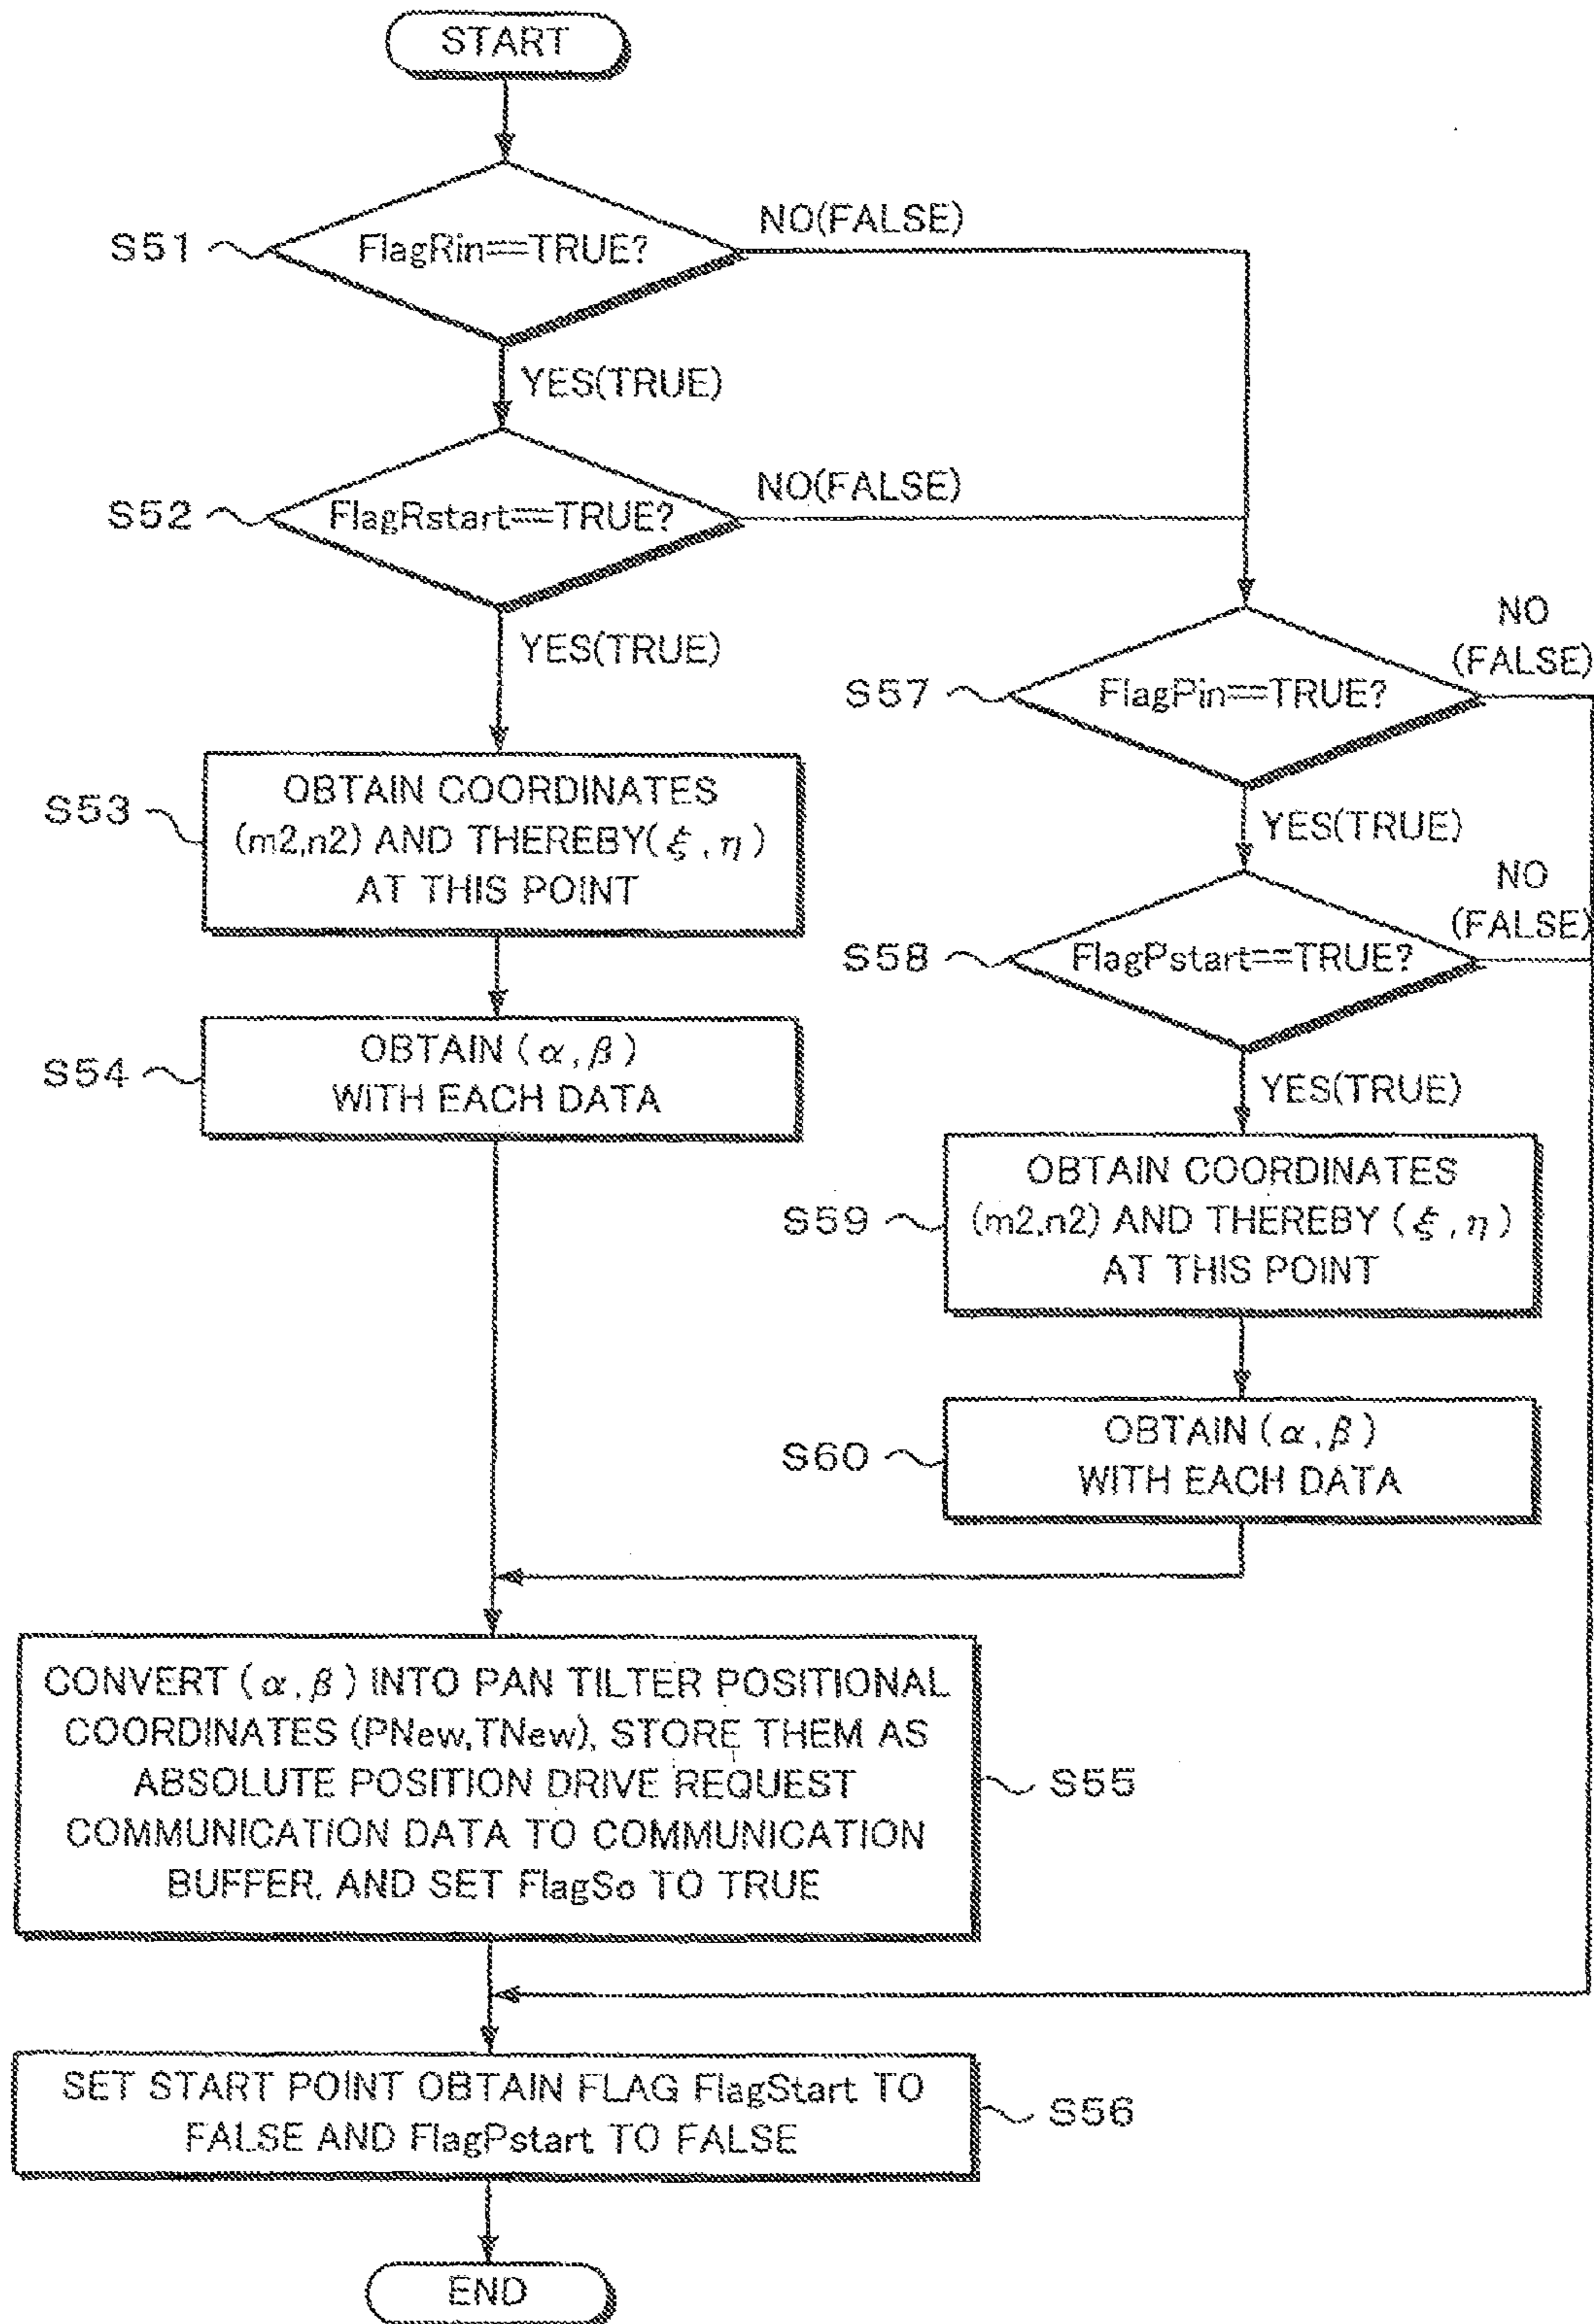 START
S51
FlagRin==TRUE?
NO(FALSE)
YES(TRUE)
S52
FlagRstart==TRUE?
NO(FALSE)
YES(TRUE)
S53
OBTAIN COORDINATES
(m2,n2) AND THEREBY(ξ,η)
AT THIS POINT
S54
OBTAIN (α,β)
WITH EACH DATA
S57
FlagPin==TRUE?
NO
(FALSE)
YES(TRUE)
S58
FlagPstart==TRUE?
NO
(FALSE)
YES(TRUE)
S59
OBTAIN COORDINATES
(m2,n2) AND THEREBY (ξ,η)
AT THIS POINT
S60
OBTAIN (α,β)
WITH EACH DATA
CONVERT (α,β) INTO PAN TILTER POSITIONAL
COORDINATES (PNew,TNew), STORE THEM AS
ABSOLUTE POSITION DRIVE REQUEST
COMMUNICATION DATA TO COMMUNICATION
BUFFER, AND SET FlagSo TO TRUE
S55
SET START POINT OBTAIN FLAG FlagStart TO
FALSE AND FlagPstart TO FALSE
S56
END